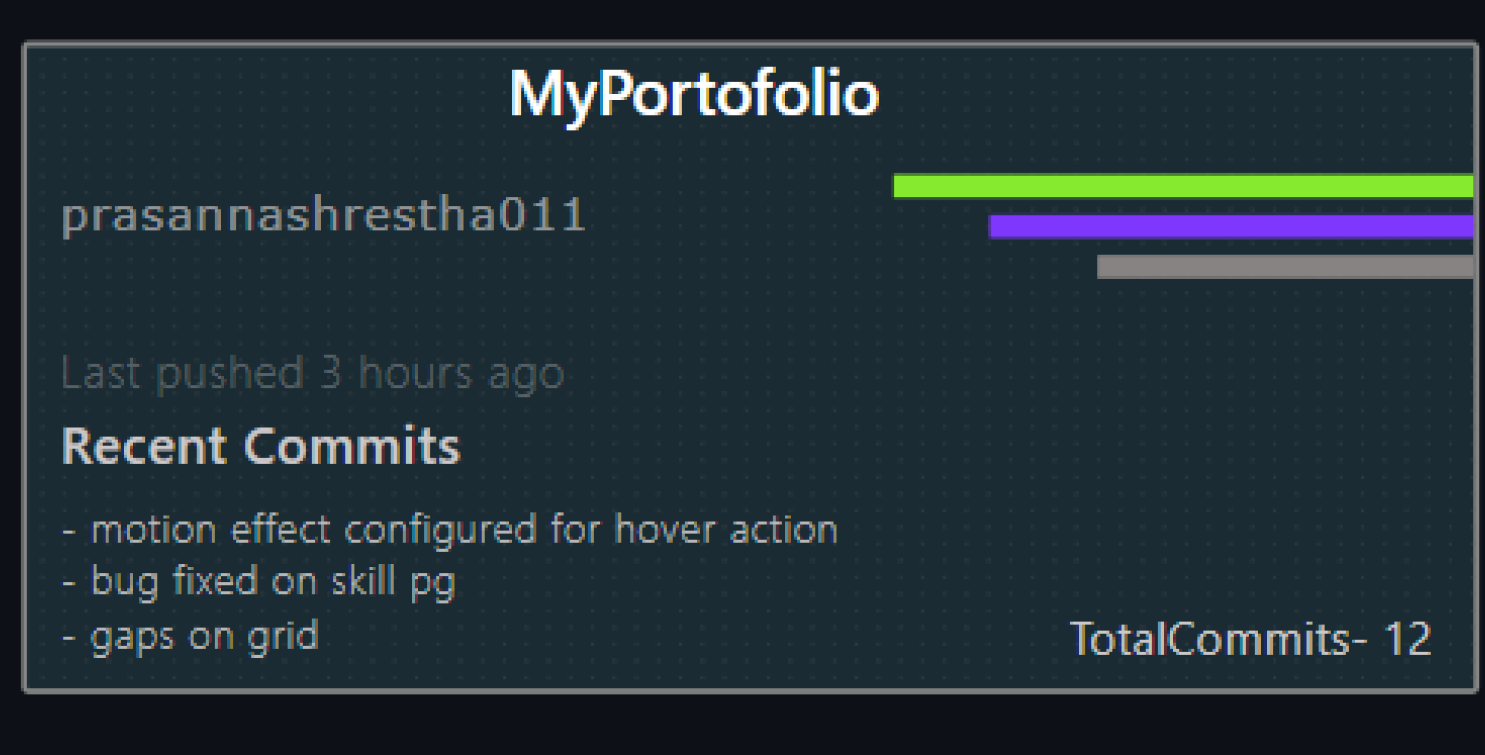 MyPortofolio
prasannashrestha011
Last pushed 3 hours ago
Recent Commits
- motion effect configured for hover action
- bug fixed on skill pg
- gaps on grid
TotalCommits- 12